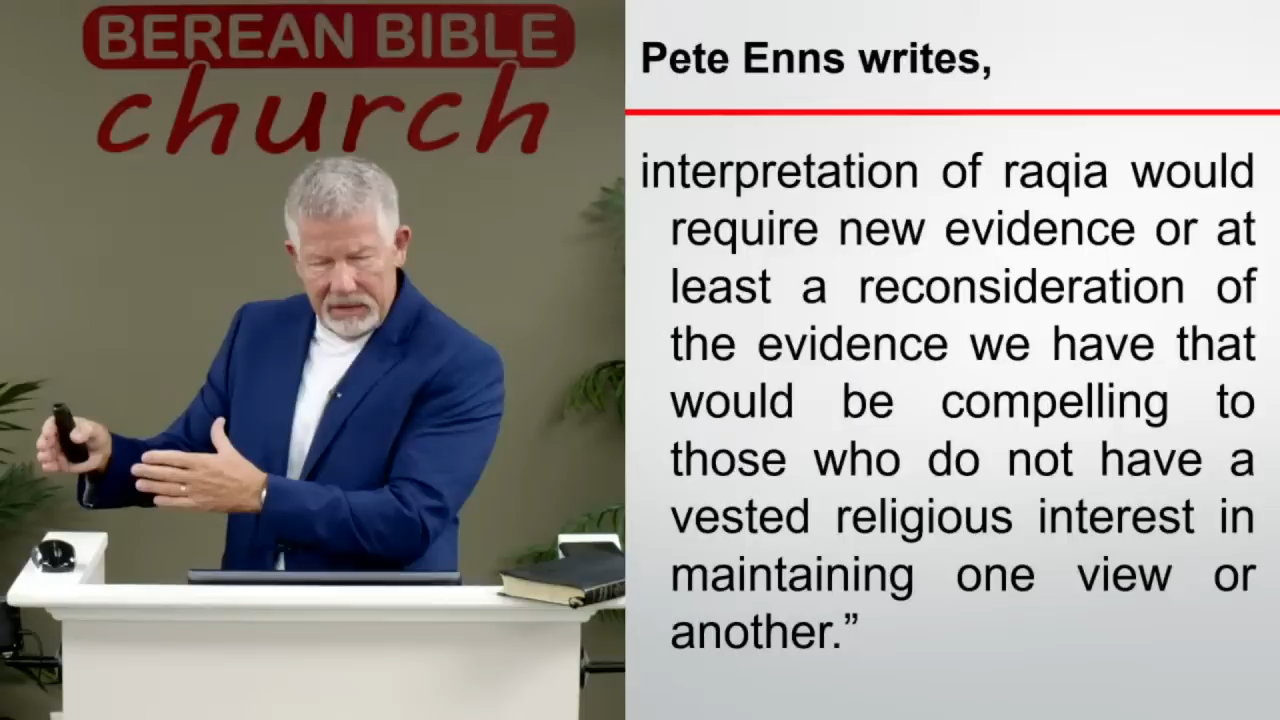 BEREAN BIBLE
church
Pete Enns writes,
interpretation of raqia would
require new evidence or at
least a reconsideration of
the evidence we have that
would be compelling to
those who do not have a
vested religious interest in
maintaining one view or
another.”